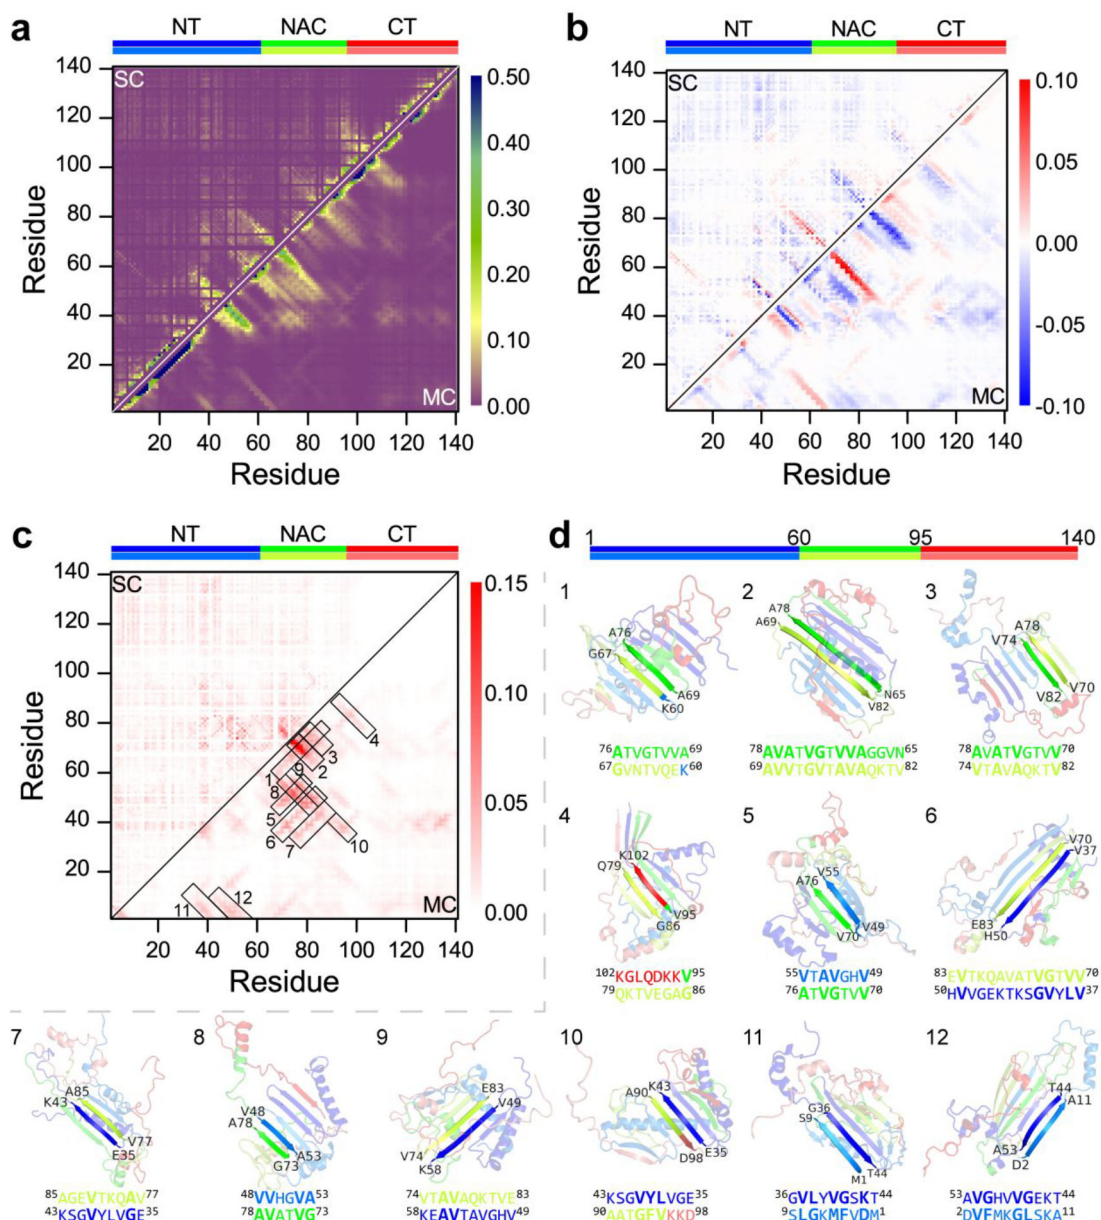 a
NT NAC CT
SC
MC
140
120
100
80
60
40
20
20 40 60 80 100 120 140
Residue
Residue
0.50
0.40
0.30
0.20
0.10
0.00
b
NT NAC CT
SC
MC
140
120
100
80
60
40
20
20 40 60 80 100 120 140
Residue
Residue
0.10
0.05
0.00
-0.05
-0.10
c
NT NAC CT
SC
MC
140
120
100
80
60
40
20
20 40 60 80 100 120 140
Residue
Residue
0.15
0.10
0.05
0.00
1 2 3 4 5 6 7 8 9 10 11 12
d
1 60 95 140
1
A76
G67
A69
K60
76ATVGTVVA69
67GVNTVQEK60
2
A78
A69
N65
V82
78AVATVGTVVAGGVN65
69AVVTGVTAVAQKTV82
3
A78
V74
V82
V70
78AVATVGTVV70
74VTAVAQKTV82
4
K102
Q79
V95
G86
102KGLQDKKV95
79QKTVEGAG86
5
V55
A76
V49
V70
55VTAVGHV49
76ATVGTVV70
6
V70
V37
E83
H50
83EVTKQAVATVGTVV70
50HVVGEKTKSGVYLV37
7
A85
K43
V77
E35
85AGEVTKQAV77
43KSGVYLVGE35
8
V48
A78
A53
G73
48VVHGVA53
78AVATVG73
9
E83
V49
V74
K58
74VTAVAQKTVE83
58KEAVTAVGHV49
10
K43
A90
D98
E35
43KSGVYLVGE35
90AATGFVKKD98
11
G36
S9
T44
M1
36GVLYVGSKT44
9SLGKMFVDM1
12
T44
A11
A53
D2
53AVGHVVGEKT44
2DVFMKGLSKA11